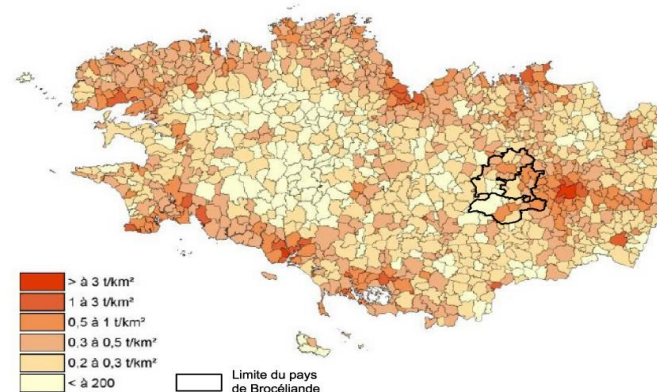 > à 3 t/km²
1 à 3 t/km²
0,5 à 1 t/km²
0,3 à 0,5 t/km²
0,2 à 0,3 t/km²
< à 200
Limite du pays
de Brocéliande